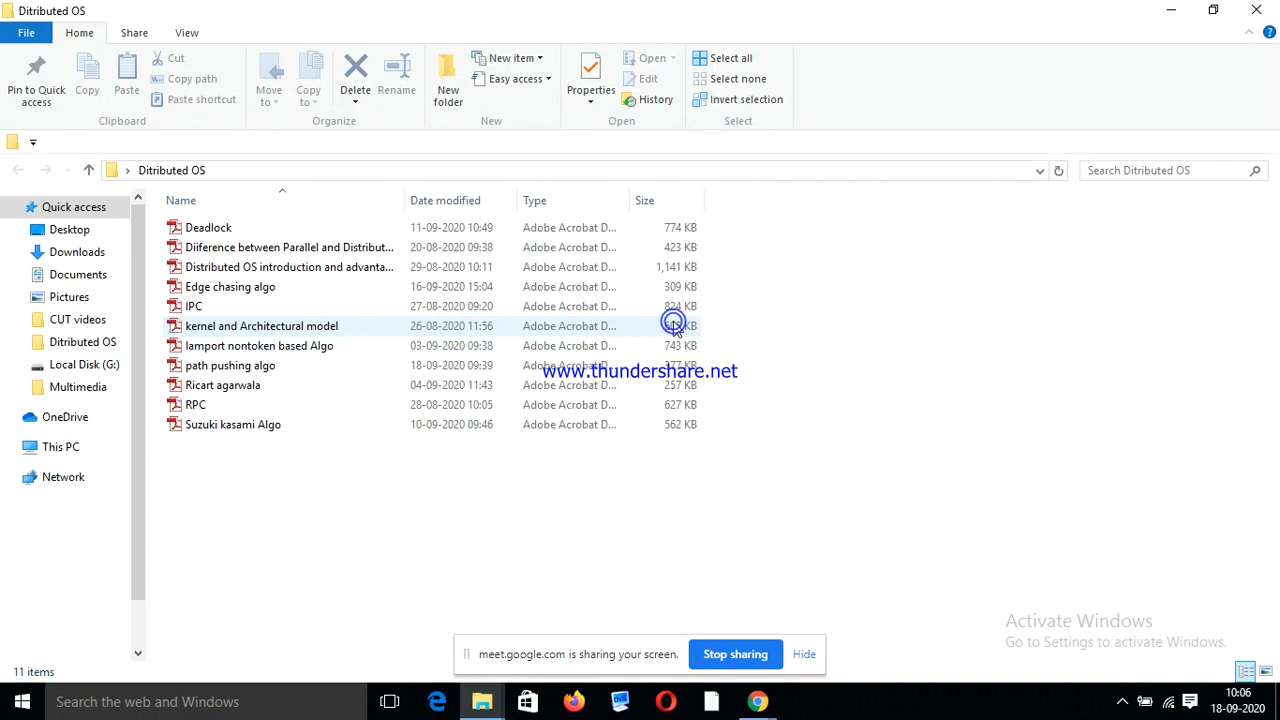 Ditributed OS
File Home Share View
Pin to Quick access
Copy
Paste
Cut
Copy path
Paste shortcut
Clipboard
Move to
Copy to
Delete
Rename
Organize
New folder
New item
Easy access
New
Properties
Open
Edit
History
Open
Select all
Select none
Invert selection
Select
Ditributed OS
Search Ditributed OS
Quick access
Desktop
Downloads
Documents
Pictures
CUT videos
Ditributed OS
Local Disk (G:)
Multimedia
OneDrive
This PC
Network
Name Date modified Type Size
Deadlock 11-09-2020 10:49 Adobe Acrobat D... 774 KB
Diifference between Parallel and Distribut... 20-08-2020 09:38 Adobe Acrobat D... 423 KB
Distributed OS introduction and advanta... 29-08-2020 10:11 Adobe Acrobat D... 1,141 KB
Edge chasing algo 16-09-2020 15:04 Adobe Acrobat D... 309 KB
IPC 27-08-2020 09:20 Adobe Acrobat D... 824 KB
kernel and Architectural model 26-08-2020 11:56 Adobe Acrobat D... KB
lamport nontoken based Algo 03-09-2020 09:38 Adobe Acrobat D... 743 KB
path pushing algo 18-09-2020 09:39 Adobe Acrobat D... 377 KB
www.thundershare.net
Ricart agarwala 04-09-2020 11:43 Adobe Acrobat D... 257 KB
RPC 28-08-2020 10:05 Adobe Acrobat D... 627 KB
Suzuki kasami Algo 10-09-2020 09:46 Adobe Acrobat D... 562 KB
Activate Windows
Go to Settings to activate Windows.
meet.google.com is sharing your screen. Stop sharing Hide
11 items
Search the web and Windows
10:06
18-09-2020